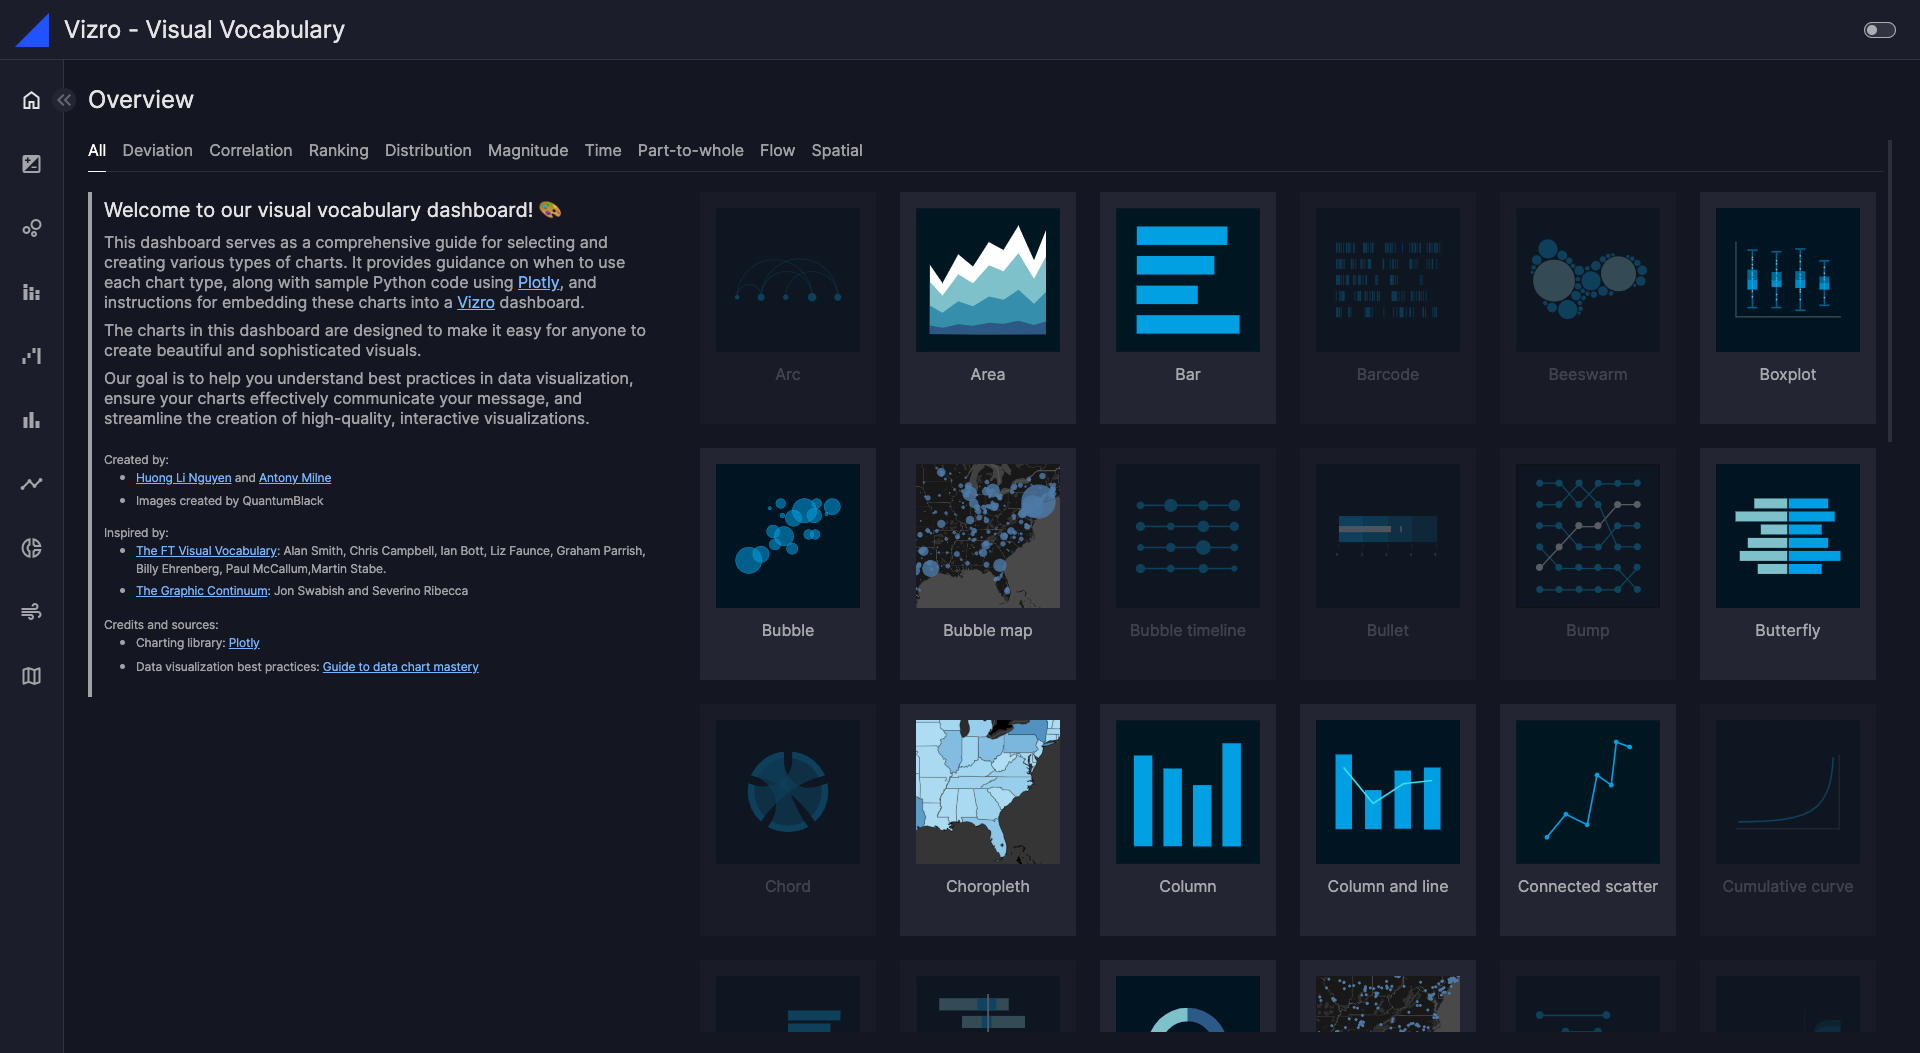 Vizro - Visual Vocabulary
Overview
All Deviation Correlation Ranking Distribution Magnitude Time Part-to-whole Flow Spatial
Welcome to our visual vocabulary dashboard! 🎨
This dashboard serves as a comprehensive guide for selecting and
creating various types of charts. It provides guidance on when to use
each chart type, along with sample Python code using Plotly, and
instructions for embedding these charts into a Vizro dashboard.
The charts in this dashboard are designed to make it easy for anyone to
create beautiful and sophisticated visuals.
Our goal is to help you understand best practices in data visualization,
ensure your charts effectively communicate your message, and
streamline the creation of high-quality, interactive visualizations.
Created by:
Huong Li Nguyen and Antony Milne
Images created by QuantumBlack
Inspired by:
The FT Visual Vocabulary: Alan Smith, Chris Campbell, Ian Bott, Liz Faunce, Graham Parrish,
Billy Ehrenberg, Paul McCallum,Martin Stabe.
The Graphic Continuum: Jon Swabish and Severino Ribecca
Credits and sources:
Charting library: Plotly
Data visualization best practices: Guide to data chart mastery
Arc Area Bar Barcode Beeswarm Boxplot
Bubble Bubble map Bubble timeline Bullet Bump Butterfly
Chord Choropleth Column Column and line Connected scatter Cumulative curve